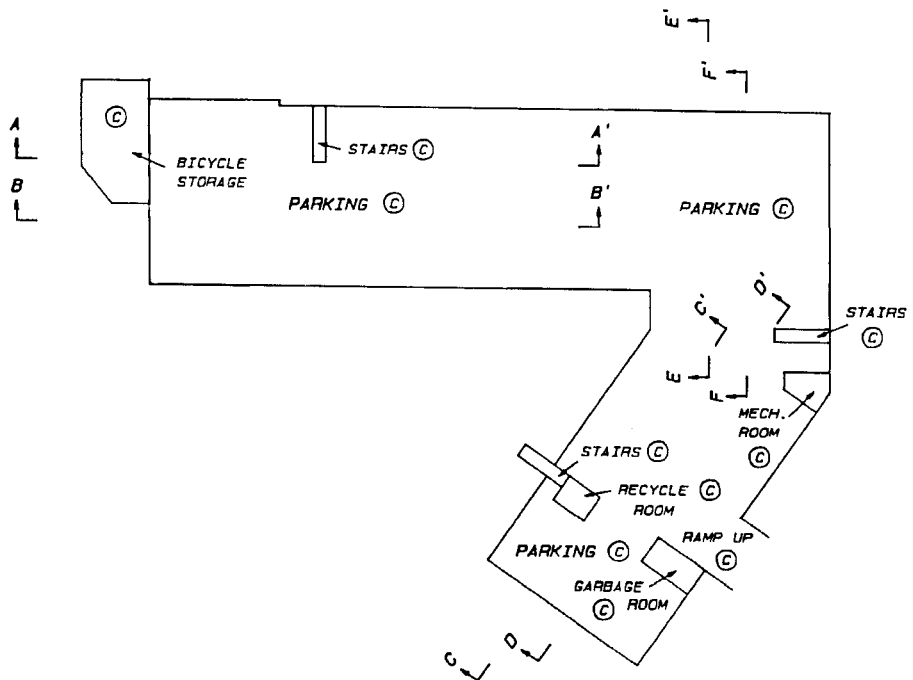 E'
F'
A
Ⓒ
A'
STAIRS Ⓒ
BICYCLE
STORAGE
B
B'
PARKING Ⓒ
PARKING Ⓒ
C'
D'
STAIRS
Ⓒ
E
F
MECH.
ROOM
Ⓒ
STAIRS Ⓒ
RECYCLE Ⓒ
ROOM
RAMP UP
Ⓒ
PARKING Ⓒ
GARBAGE
ROOM
Ⓒ
C
D